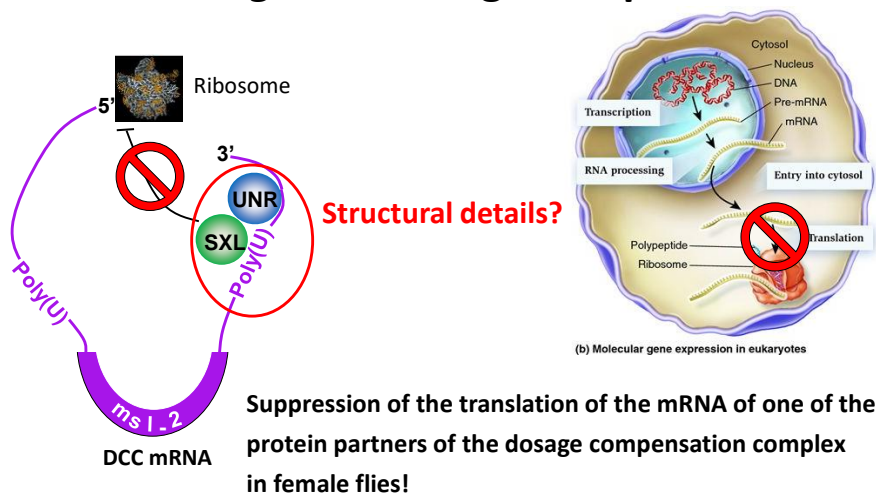 Ribosome
5’
3’
UNR
SXL
Structural details?
Poly(U)
Poly(U)
msl-2
DCC mRNA
Cytosol
Nucleus
DNA
Pre-mRNA
mRNA
Transcription
RNA processing
Entry into cytosol
Translation
Polypeptide
Ribosome
(b) Molecular gene expression in eukaryotes
Suppression of the translation of the mRNA of one of the
protein partners of the dosage compensation complex
in female flies!